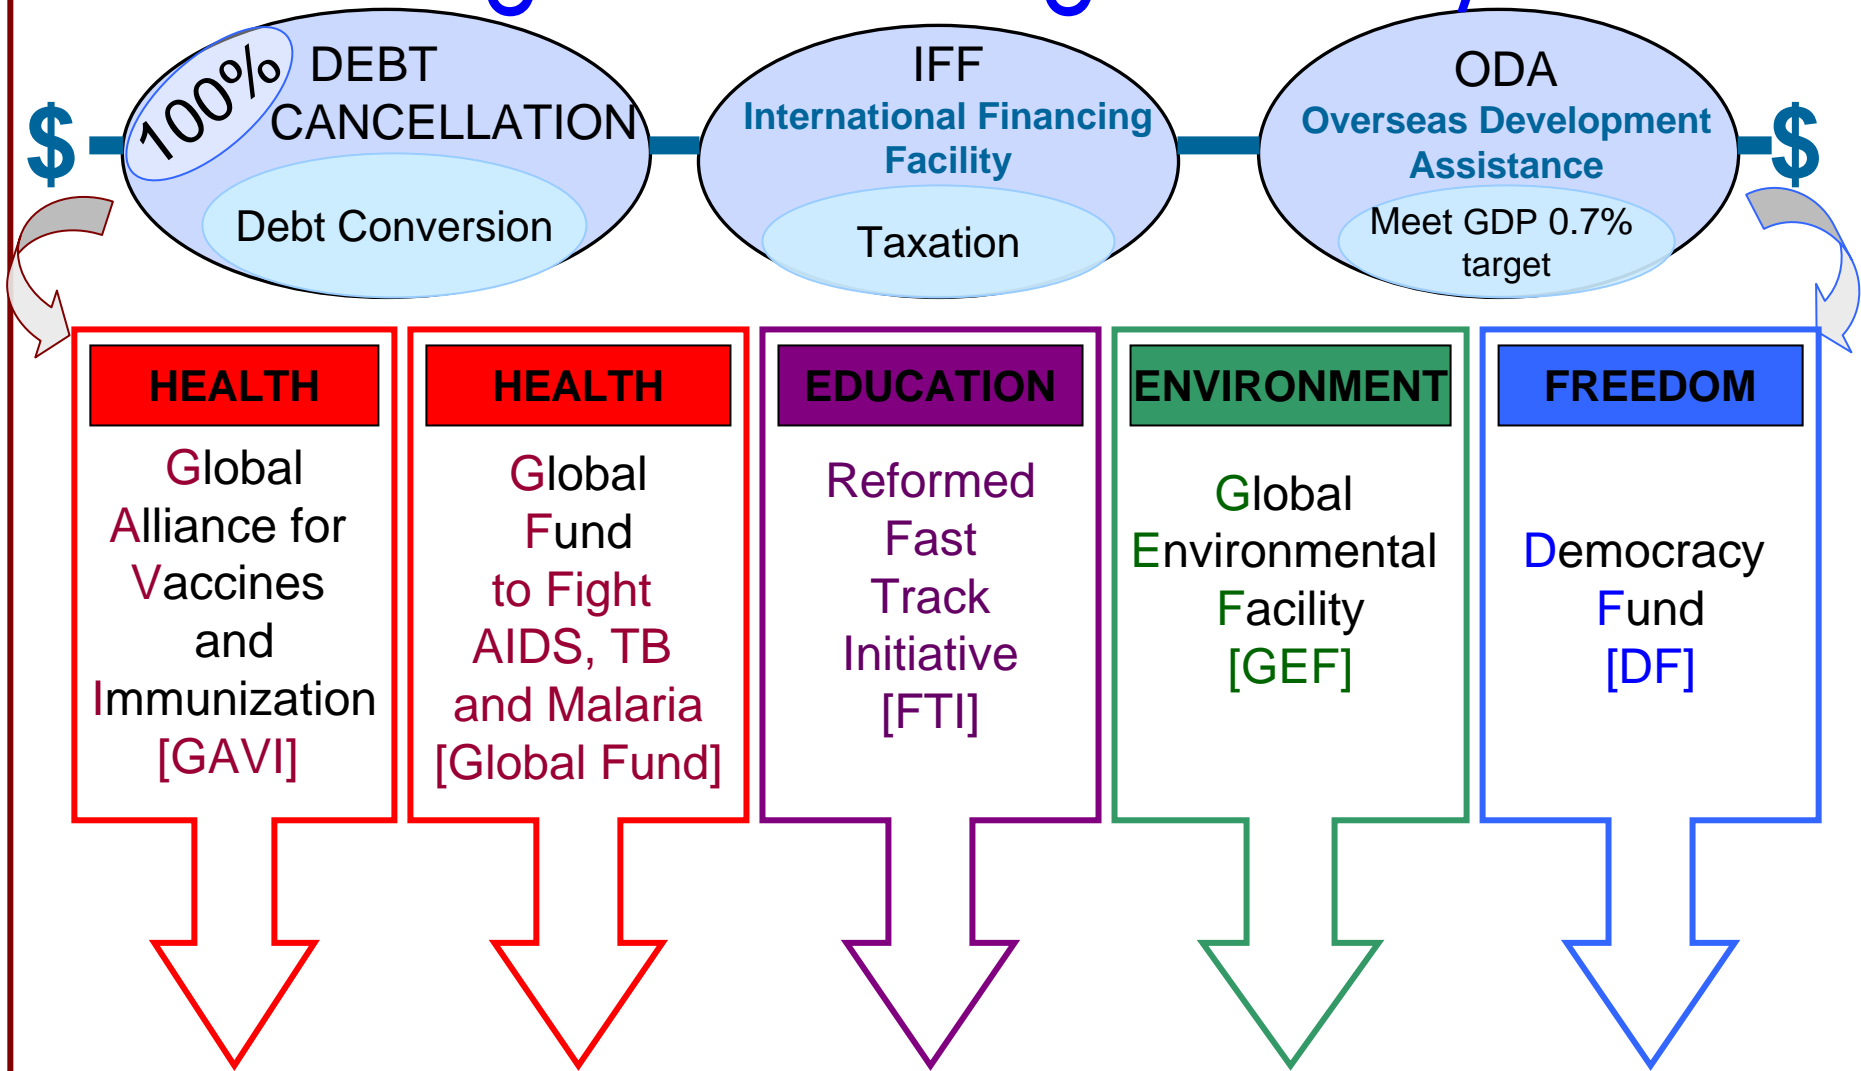 100%
DEBT
CANCELLATION
Debt Conversion
IFF
International Financing
Facility
Taxation
ODA
Overseas Development
Assistance
Meet GDP 0.7%
target
$
$
HEALTH
Global
Alliance for
Vaccines
and
Immunization
[GAVI]
HEALTH
Global
Fund
to Fight
AIDS, TB
and Malaria
[Global Fund]
EDUCATION
Reformed
Fast
Track
Initiative
[FTI]
ENVIRONMENT
Global
Environmental
Facility
[GEF]
FREEDOM
Democracy
Fund
[DF]